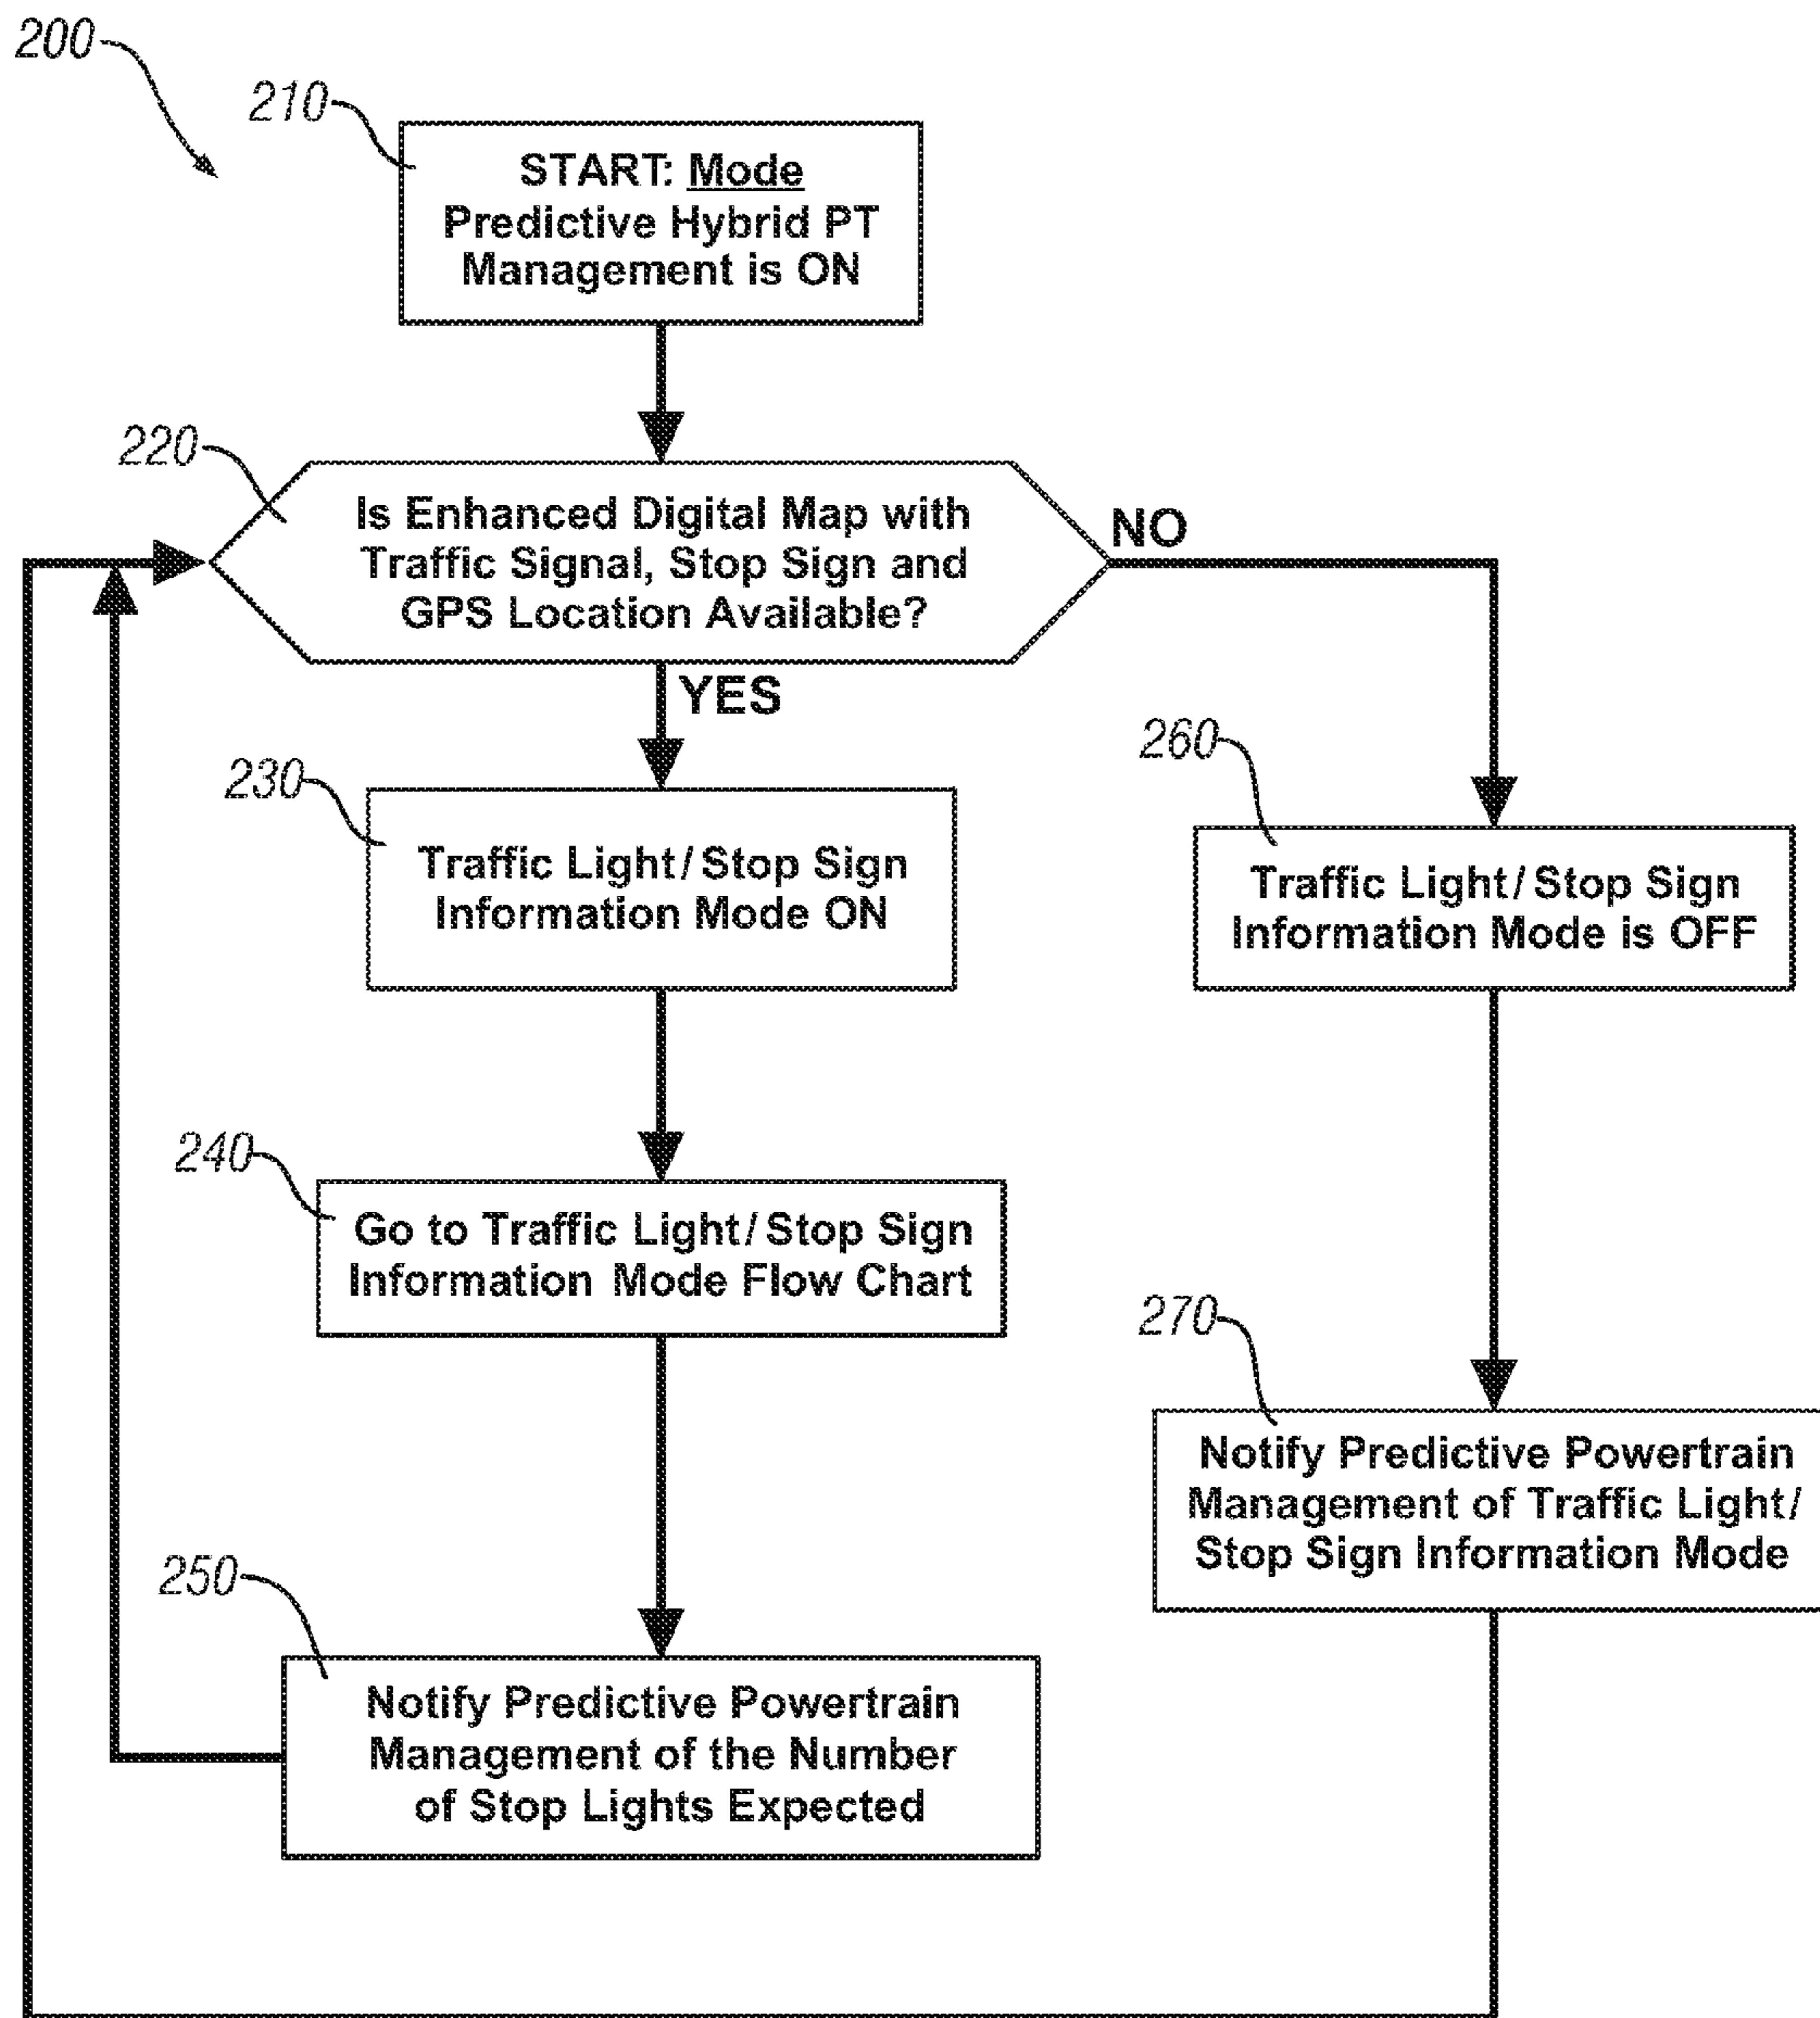 200
210
START: Mode
Predictive Hybrid PT
Management is ON
220
Is Enhanced Digital Map with
Traffic Signal, Stop Sign and
GPS Location Available?
NO
YES
230
Traffic Light/Stop Sign
Information Mode ON
260
Traffic Light/Stop Sign
Information Mode is OFF
240
Go to Traffic Light/Stop Sign
Information Mode Flow Chart
270
Notify Predictive Powertrain
Management of Traffic Light/
Stop Sign Information Mode
250
Notify Predictive Powertrain
Management of the Number
of Stop Lights Expected